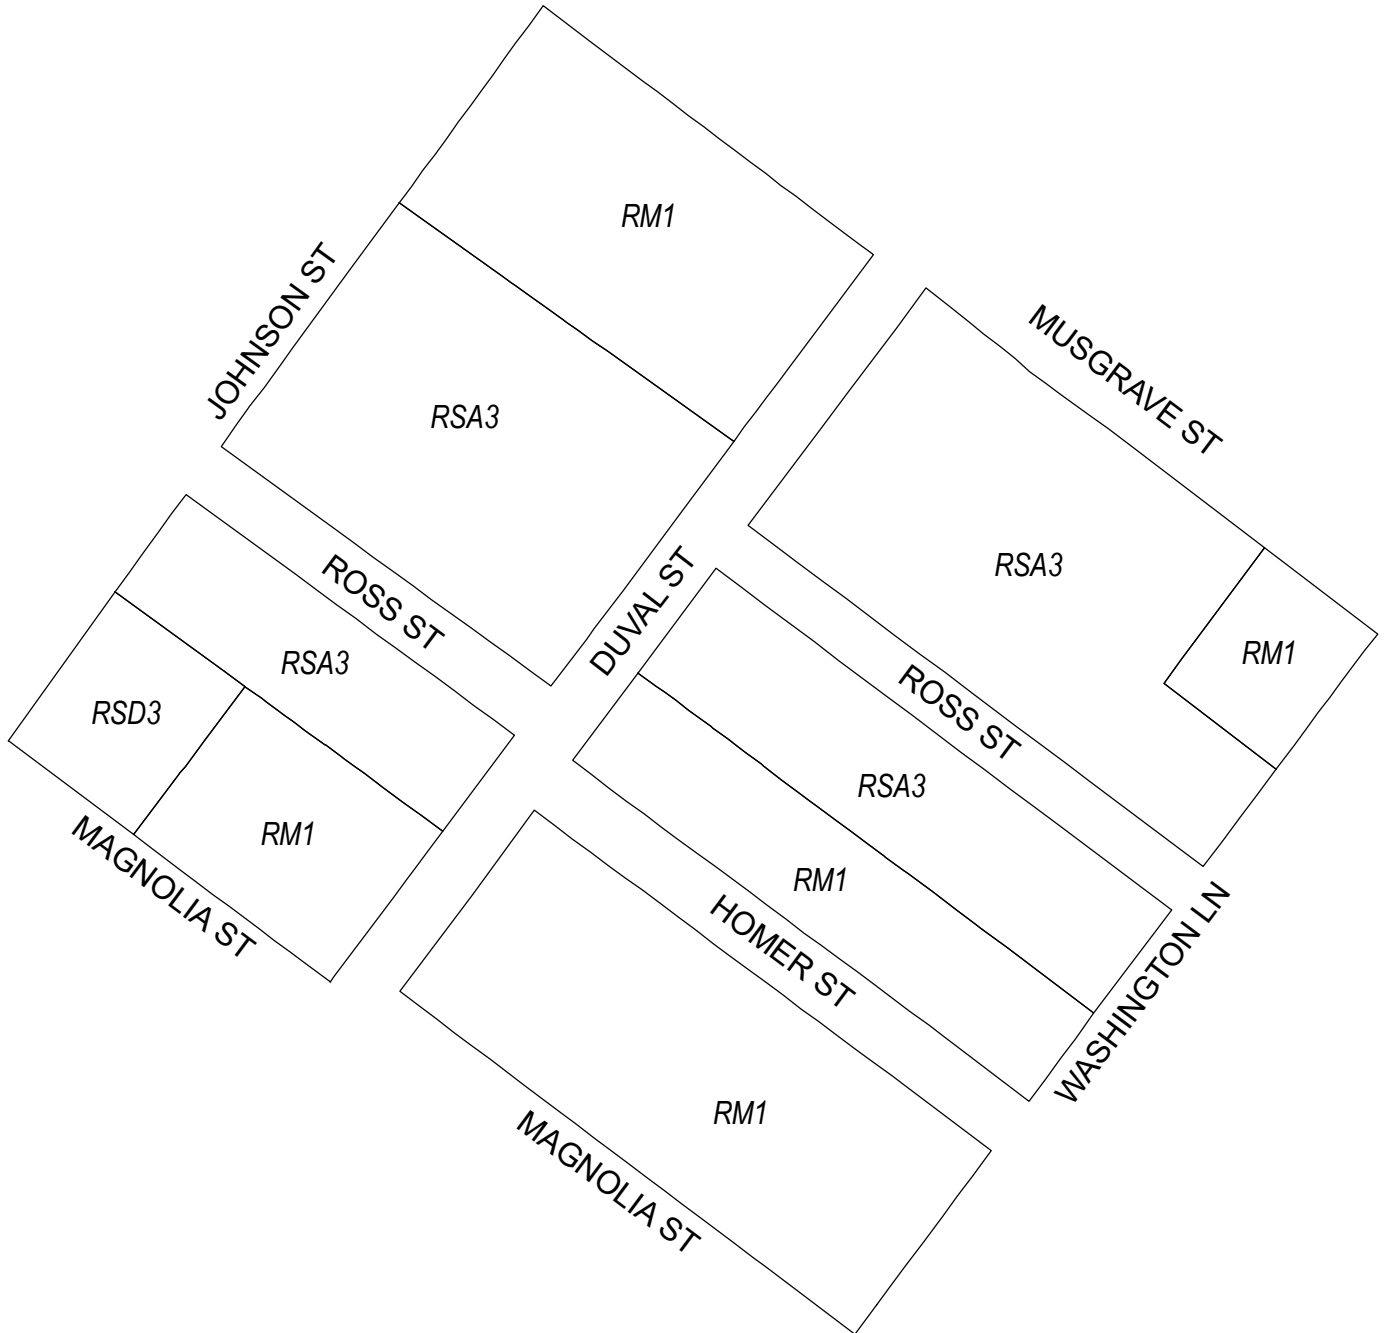 RM1
JOHNSON ST
MUSGRAVE ST
RSA3
RSA3
ROSS ST
DUVAL ST
RM1
RSA3
ROSS ST
RSD3
RSA3
RM1
MAGNOLIA ST
RM1
HOMER ST
WASHINGTON LN
RM1
MAGNOLIA ST